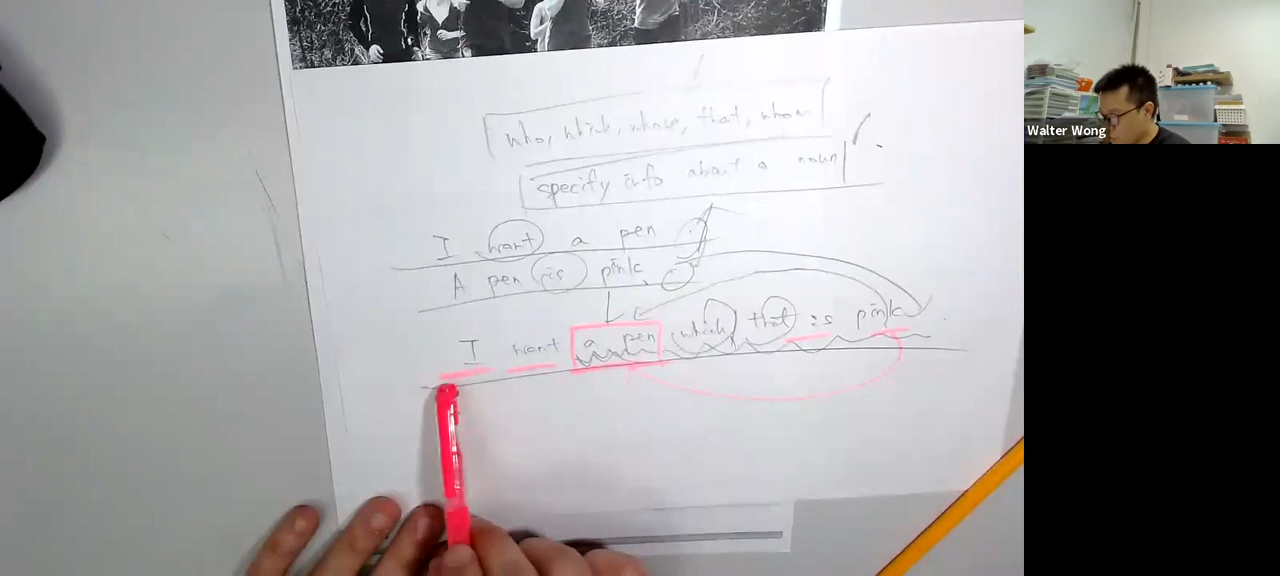 who, which, whose, that, whom
specify info about a noun
I want a pen.
A pen is pink.
I want a pen which that is pink.
Walter Wong